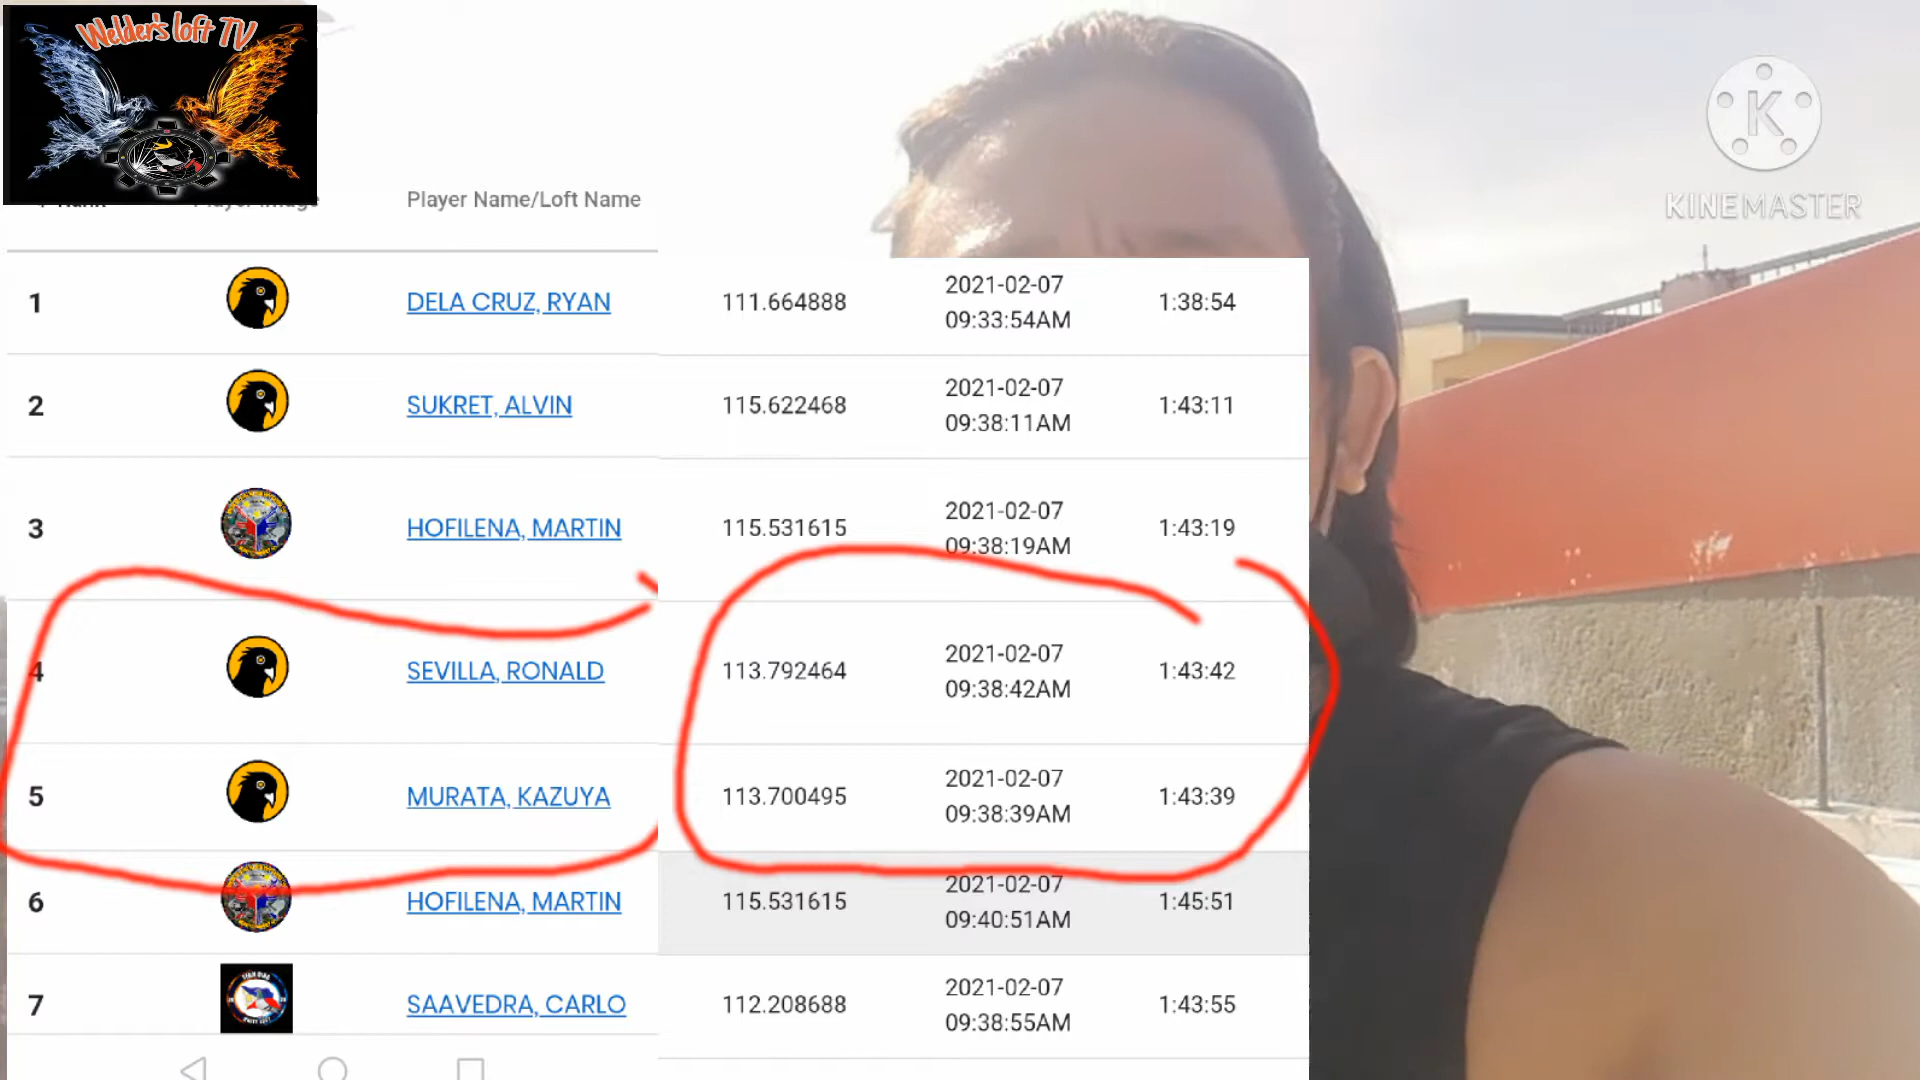 Welder's loft TV
K
KINEMASTER
Player Name/Loft Name
1 DELA CRUZ, RYAN 111.664888 2021-02-07 09:33:54AM 1:38:54
2 SUKRET, ALVIN 115.622468 2021-02-07 09:38:11AM 1:43:11
3 HOFILENA, MARTIN 115.531615 2021-02-07 09:38:19AM 1:43:19
4 SEVILLA, RONALD 113.792464 2021-02-07 09:38:42AM 1:43:42
5 MURATA, KAZUYA 113.700495 2021-02-07 09:38:39AM 1:43:39
6 HOFILENA, MARTIN 115.531615 2021-02-07 09:40:51AM 1:45:51
7 SAAVEDRA, CARLO 112.208688 2021-02-07 09:38:55AM 1:43:55